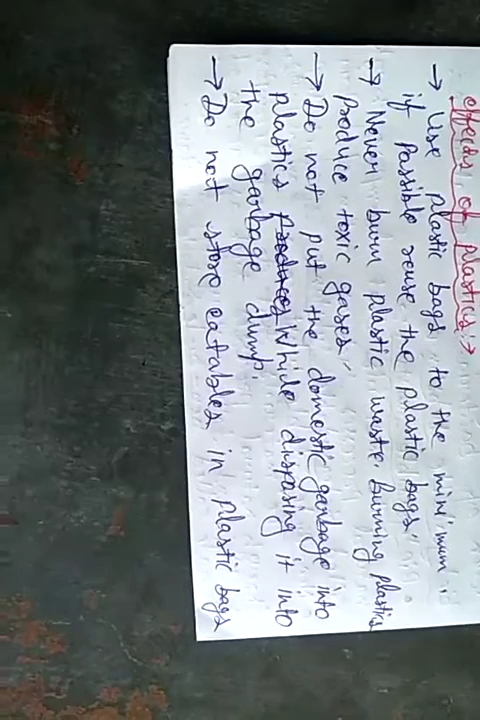 effects of plastics →
→ Use plastic bags to the minimum.
if possible reuse the plastic bags.
→ Never burn plastic waste. Burning plastics
Produce toxic gases.
→ Do not put the domestic garbage into
plastics produces While disposing it into
the garbage dump.
→ Do not store eatables in plastic bags